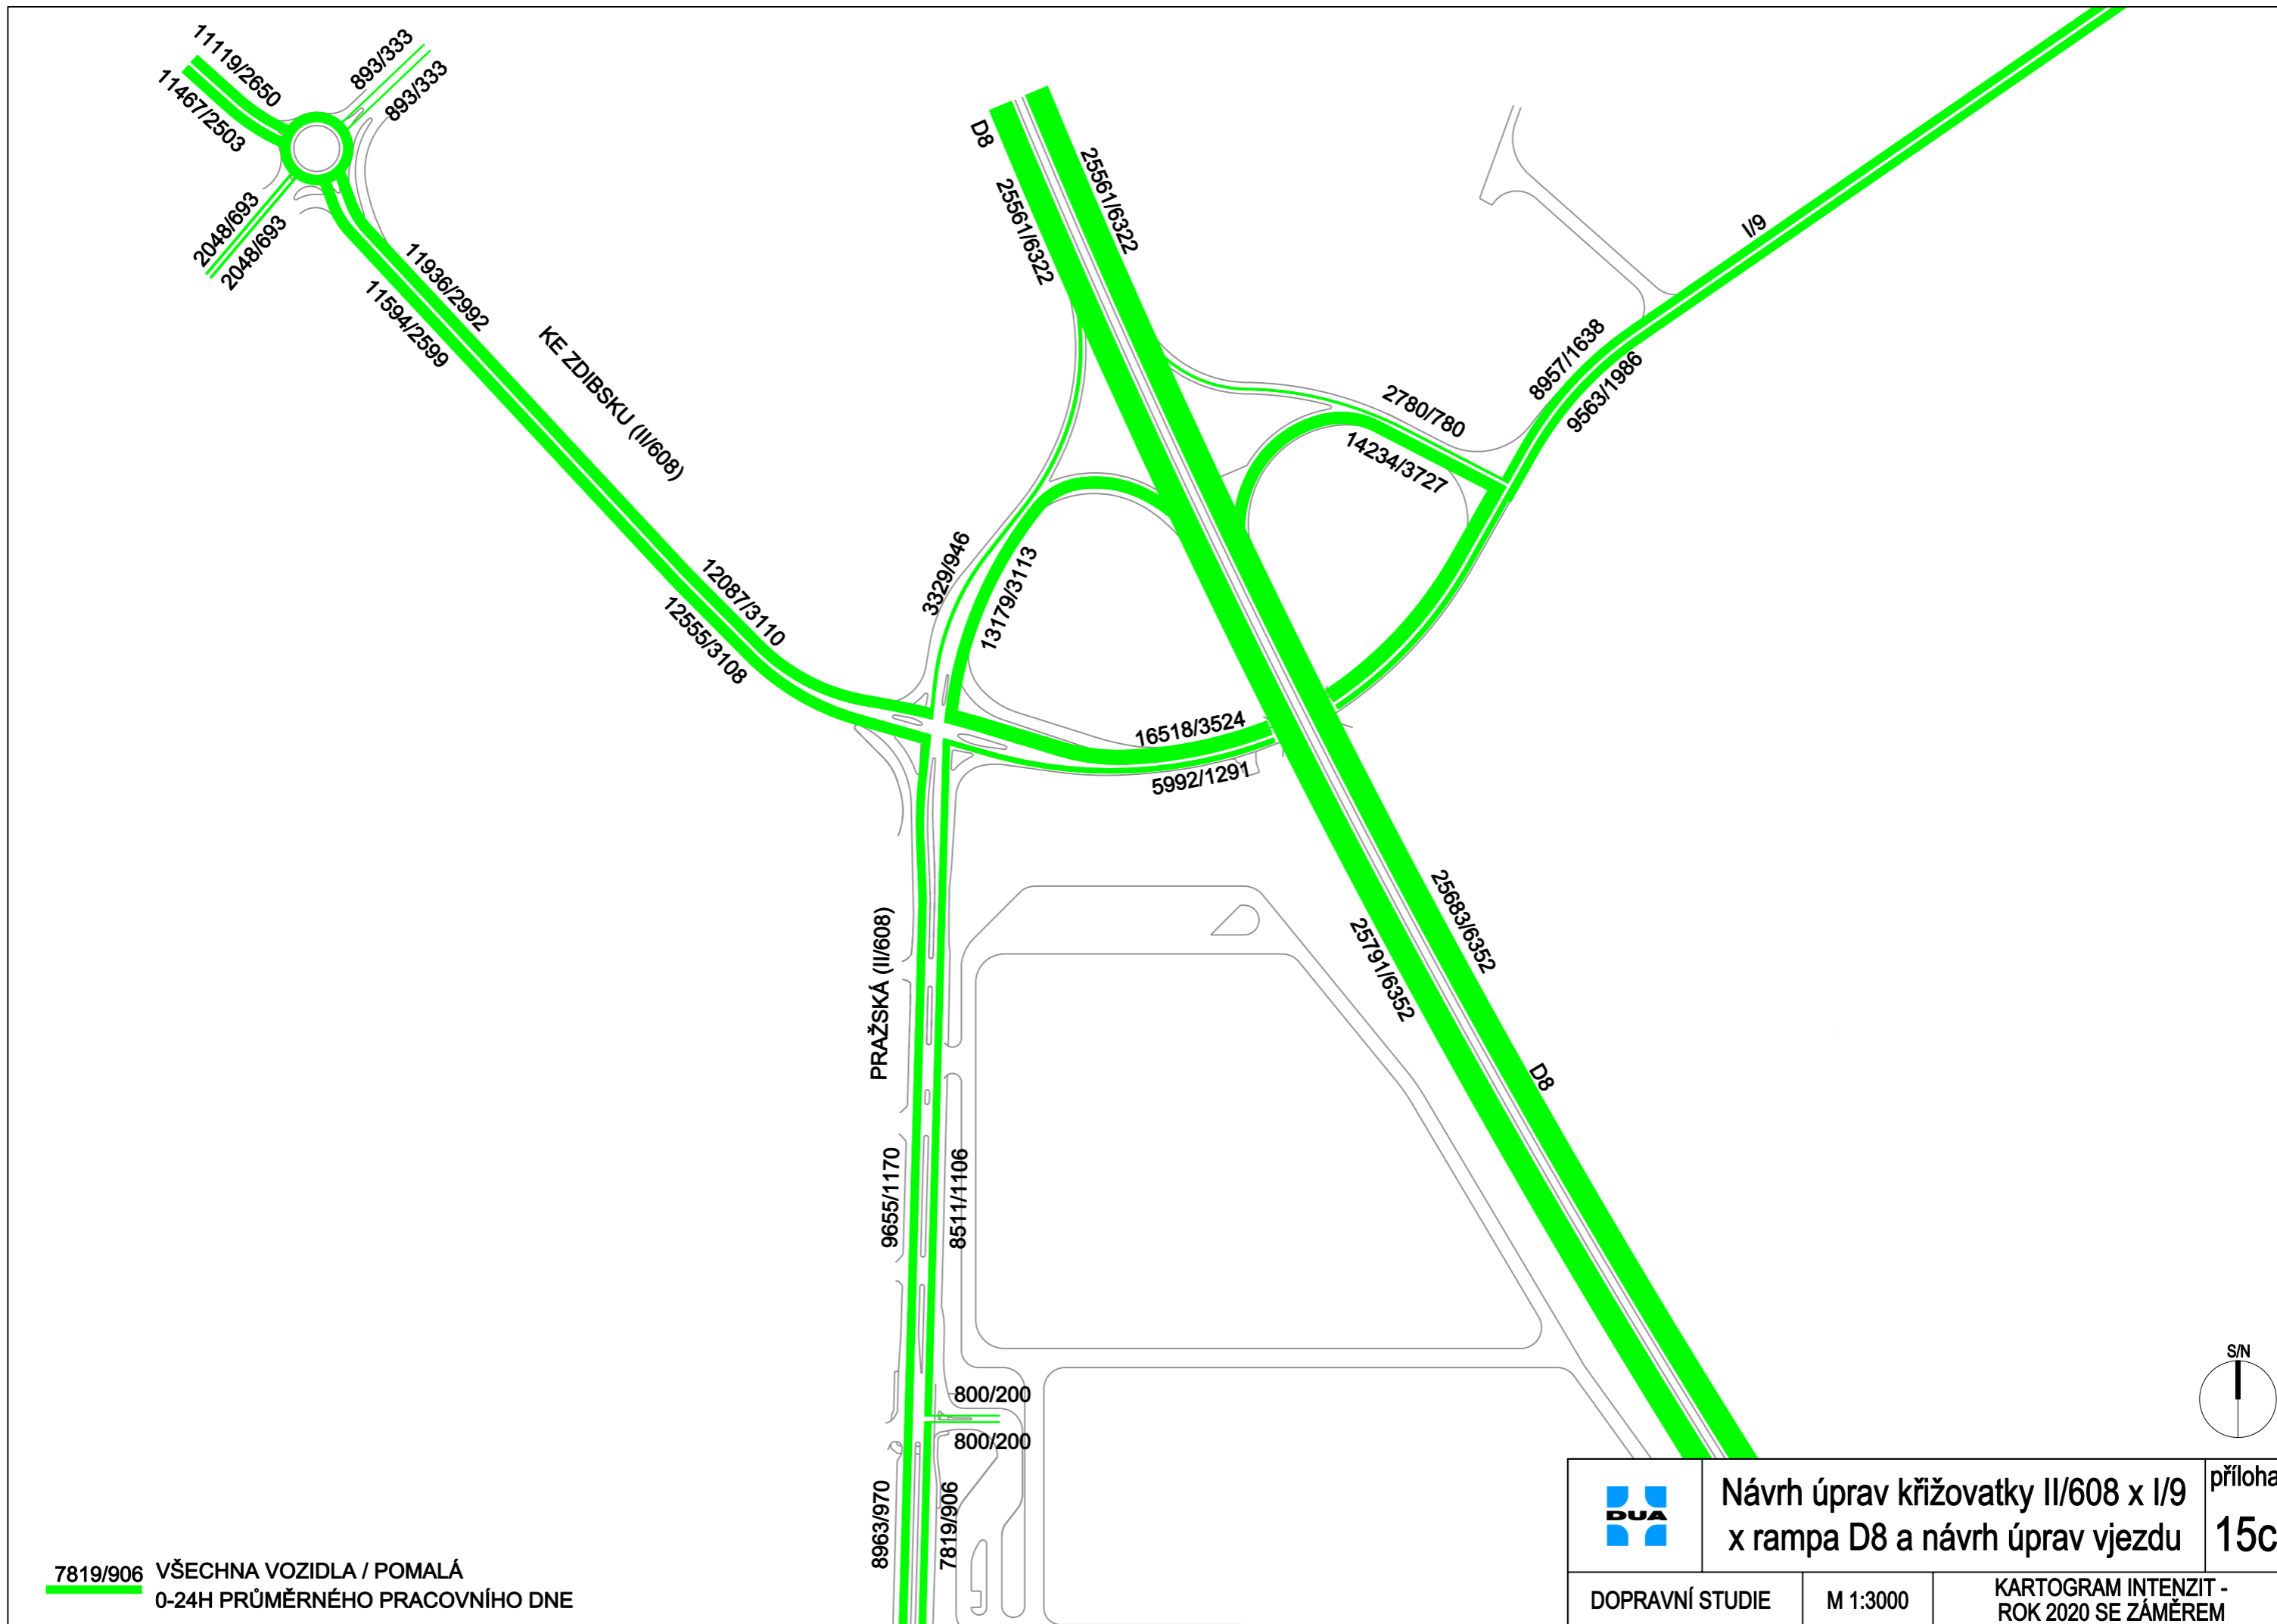 11119/2650
11467/2503
893/333
893/333
2048/693
2048/693
11936/2992
11594/2599
KE ZDIBSKU (II/608)
12087/3110
12555/3108
D8
25561/6322
25561/6322
I/9
8957/1638
9563/1986
2780/780
14234/3727
3329/946
13179/3113
16518/3524
5992/1291
25683/6352
25791/6352
D8
PRAŽSKÁ (II/608)
9655/1170
8511/1106
800/200
800/200
8963/970
7819/906
7819/906 VŠECHNA VOZIDLA / POMALÁ
0-24H PRŮMĚRNÉHO PRACOVNÍHO DNE
S/N
DUA
Návrh úprav křižovatky II/608 x I/9
x rampa D8 a návrh úprav vjezdu
příloha
15c
DOPRAVNÍ STUDIE
M 1:3000
KARTOGRAM INTENZIT -
ROK 2020 SE ZÁMĚREM